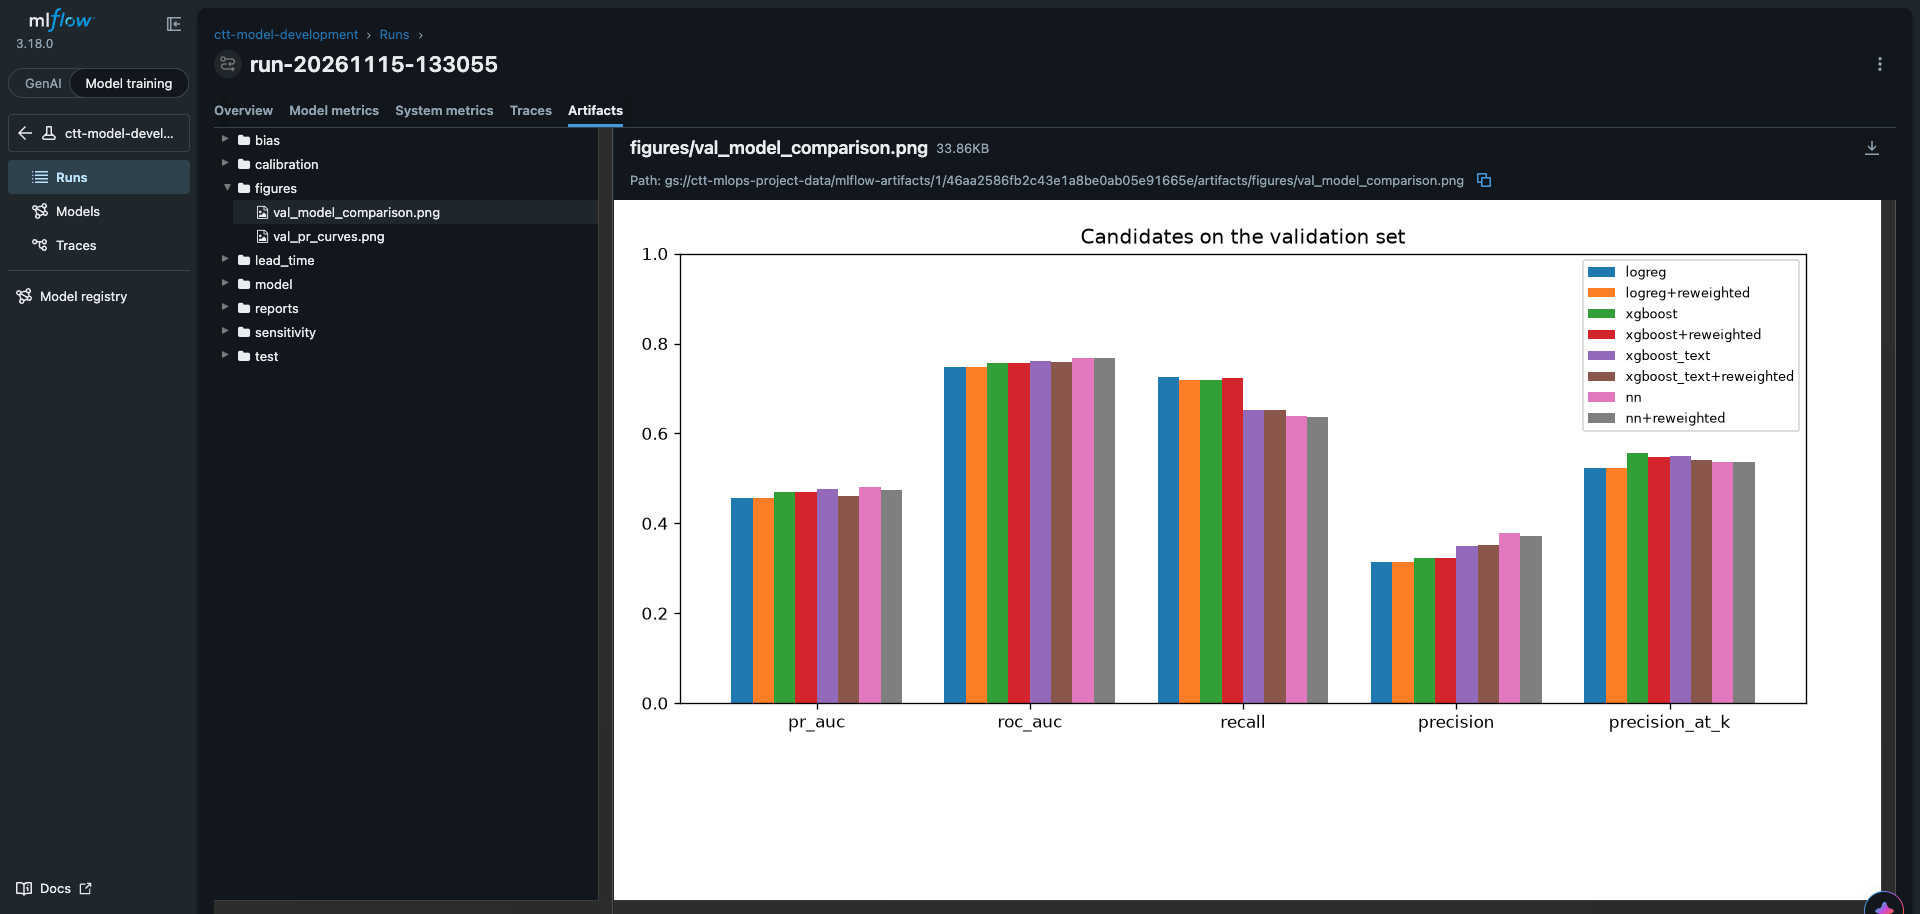 mlflow
3.18.0
GenAI
Model training
ctt-model-devel...
Runs
Models
Traces
Model registry
Docs
ctt-model-development › Runs ›
run-20261115-133055
Overview
Model metrics
System metrics
Traces
Artifacts
bias
calibration
figures
val_model_comparison.png
val_pr_curves.png
lead_time
model
reports
sensitivity
test
figures/val_model_comparison.png 33.86KB
Path: gs://ctt-mlops-project-data/mlflow-artifacts/1/46aa2586fb2c43e1a8be0ab05e91665e/artifacts/figures/val_model_comparison.png
Candidates on the validation set
1.0
0.8
0.6
0.4
0.2
0.0
logreg
logreg+reweighted
xgboost
xgboost+reweighted
xgboost_text
xgboost_text+reweighted
nn
nn+reweighted
pr_auc
roc_auc
recall
precision
precision_at_k